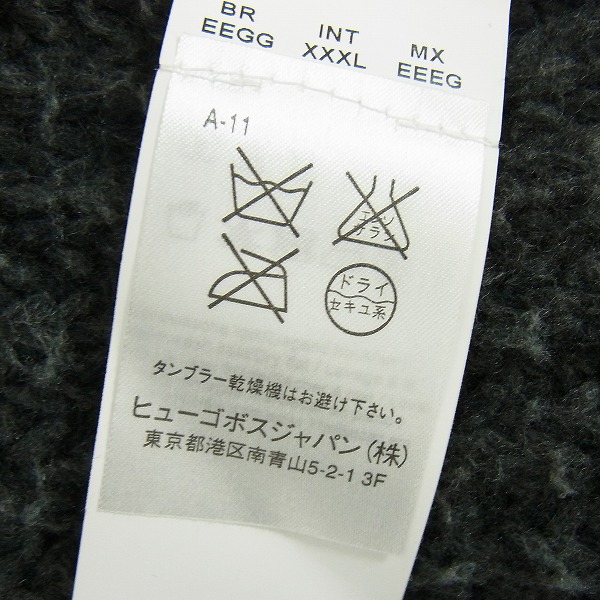 BR INT MX
EEGG XXXL EEEG
A-11
エンソ
サラシ
ドライ
セキユ系
タンブラー乾燥機はお避け下さい。
ヒューゴボスジャパン(株)
東京都港区南青山5-2-1 3F